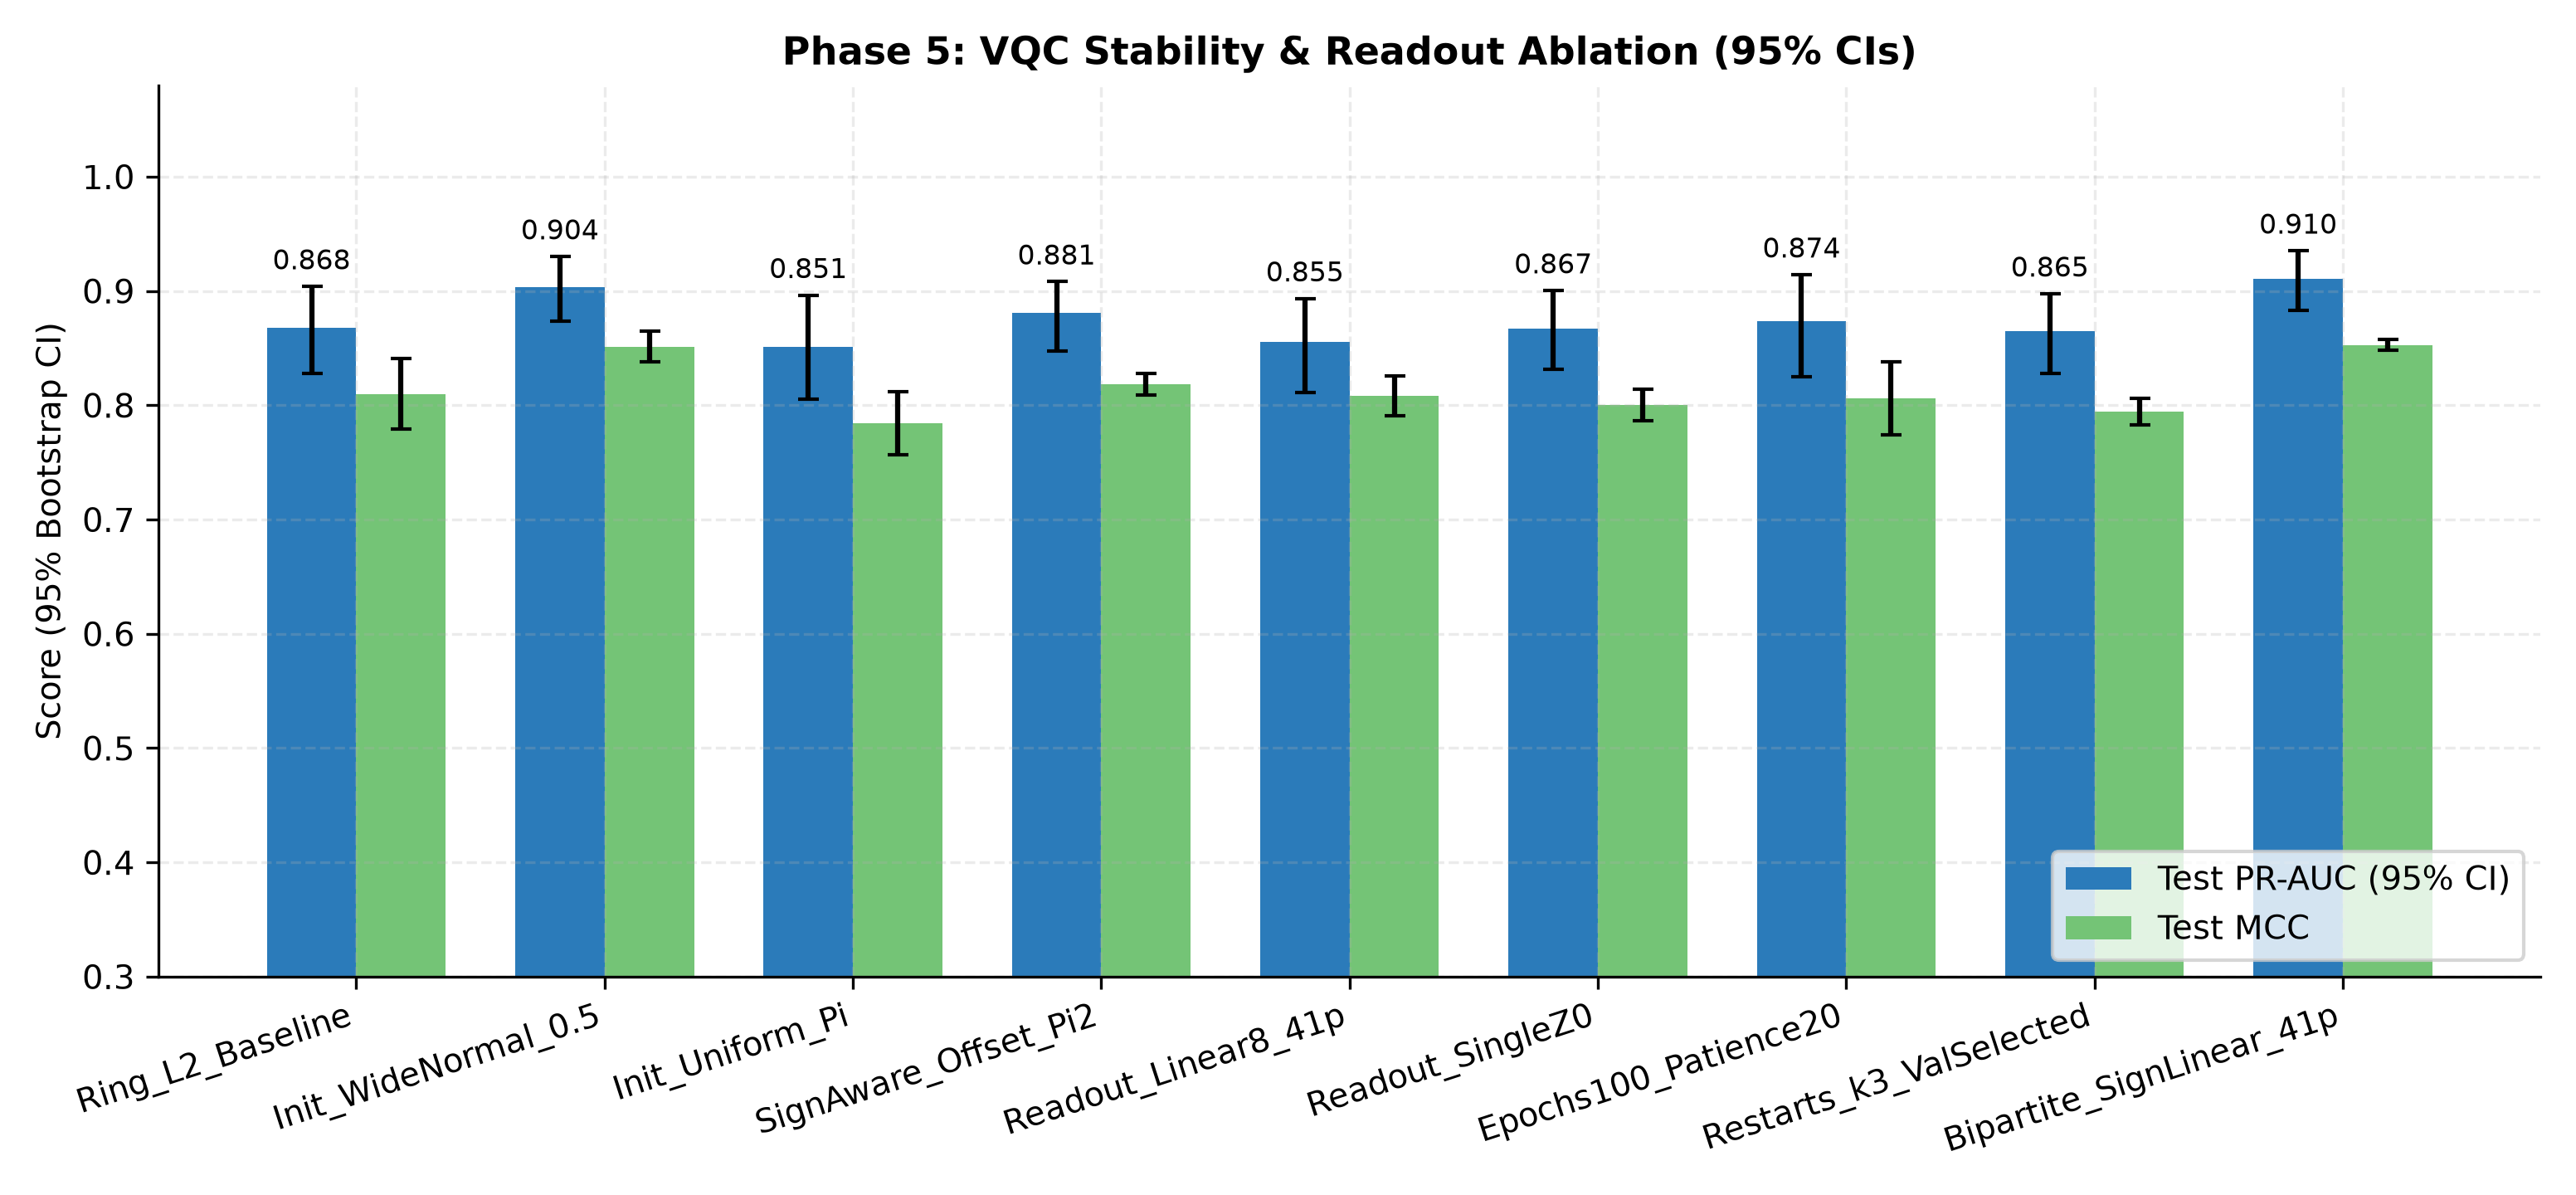 Phase 5: VQC Stability & Readout Ablation (95% CIs)
Score (95% Bootstrap CI)
1.0
0.9
0.8
0.7
0.6
0.5
0.4
0.3
0.868
0.904
0.851
0.881
0.855
0.867
0.874
0.865
0.910
Test PR-AUC (95% CI)
Test MCC
Ring_L2_Baseline
Init_WideNormal_0.5
Init_Uniform_Pi
SignAware_Offset_Pi2
Readout_Linear8_41p
Readout_SingleZ0
Epochs100_Patience20
Restarts_k3_ValSelected
Bipartite_SignLinear_41p